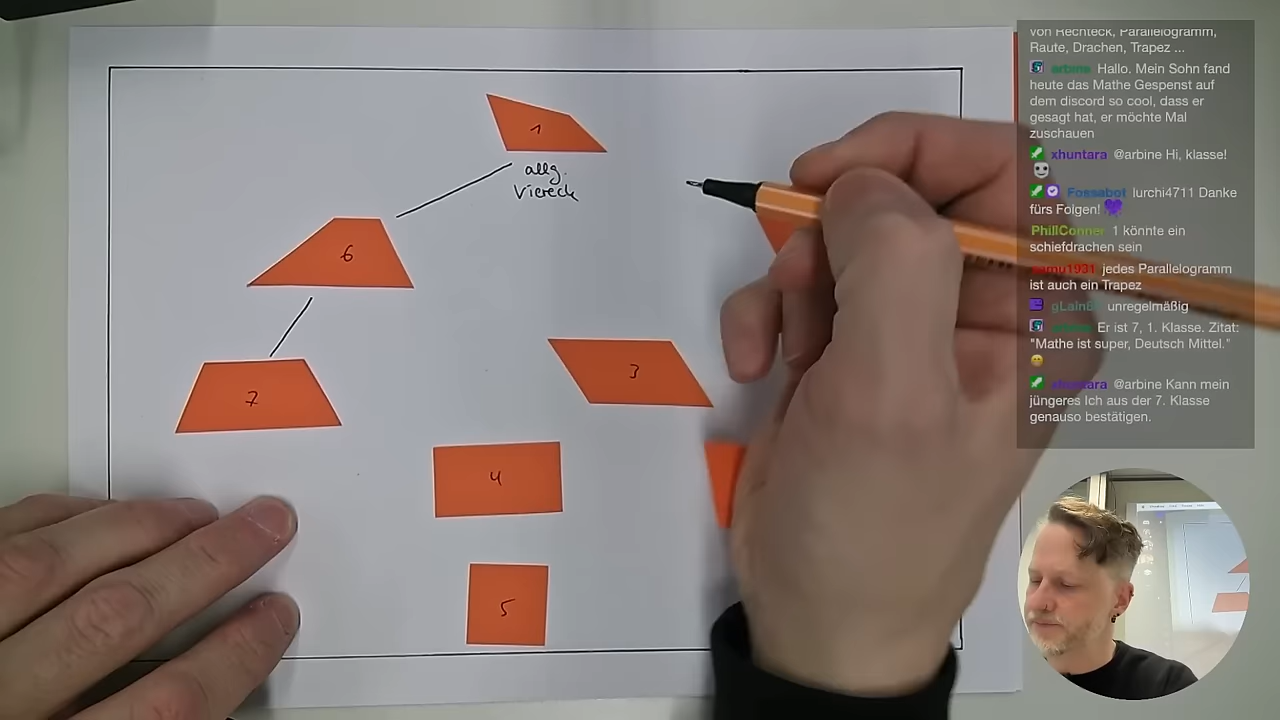 1
allg.
Viereck
6
7
3
4
5
von Rechteck, Parallelogramm,
Raute, Drachen, Trapez ...
arbine Hallo. Mein Sohn fand
heute das Mathe Gespenst auf
dem discord so cool, dass er
gesagt hat, er möchte Mal
zuschauen
xhuntara @arbine Hi, klasse!
Fossabot lurchi4711 Danke
fürs Folgen!
PhillConner 1 könnte ein
schiefdrachen sein
jedes Parallelogramm
ist auch ein Trapez
unregelmäßig
Er ist 7, 1. Klasse. Zitat:
"Mathe ist super, Deutsch Mittel."
xhuntara @arbine Kann mein
jüngeres Ich aus der 7. Klasse
genauso bestätigen.